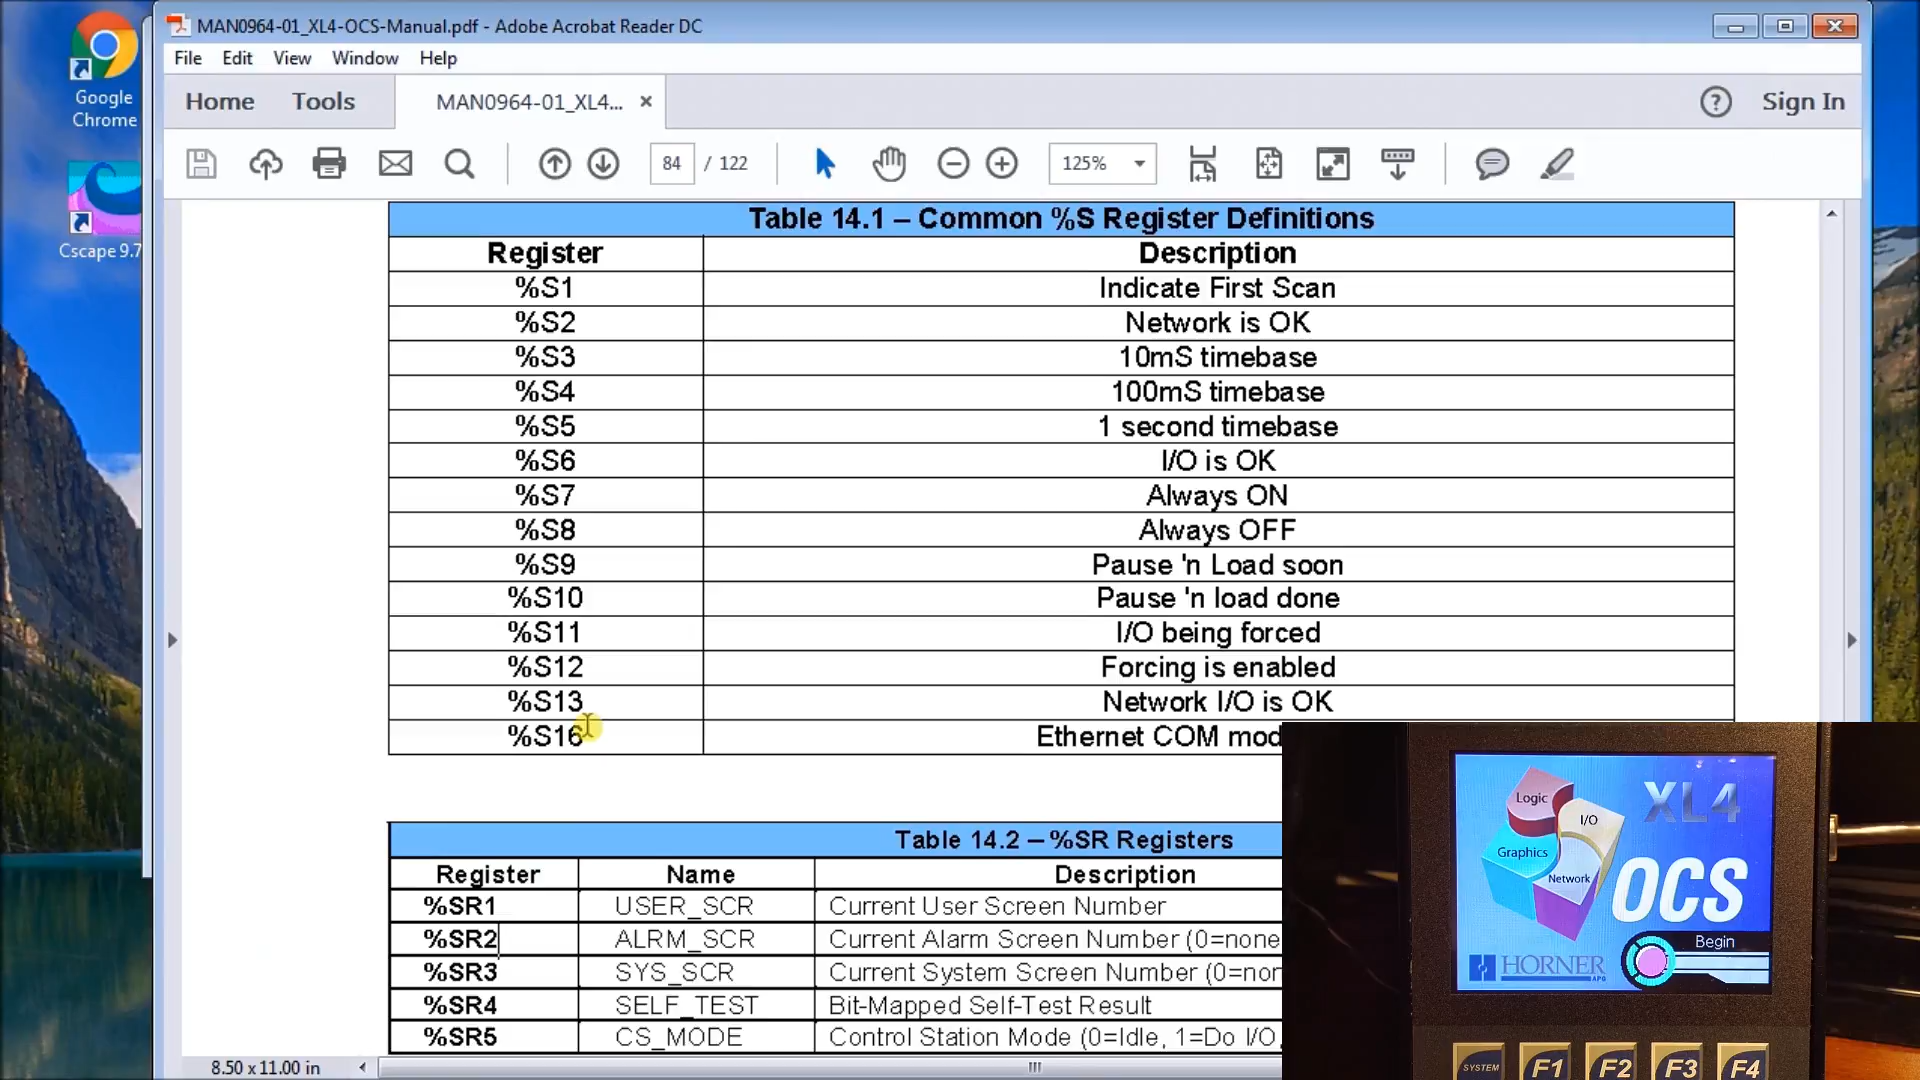 MAN0964-01_XL4-OCS-Manual.pdf - Adobe Acrobat Reader DC
File Edit View Window Help
Home Tools MAN0964-01_XL4... × ? Sign In
84 / 122 125%
Google
Chrome
Cscape 9.7
Table 14.1 – Common %S Register Definitions
Register Description
%S1 Indicate First Scan
%S2 Network is OK
%S3 10mS timebase
%S4 100mS timebase
%S5 1 second timebase
%S6 I/O is OK
%S7 Always ON
%S8 Always OFF
%S9 Pause 'n Load soon
%S10 Pause 'n load done
%S11 I/O being forced
%S12 Forcing is enabled
%S13 Network I/O is OK
%S16 Ethernet COM mod
Table 14.2 – %SR Registers
Register Name Description
%SR1 USER_SCR Current User Screen Number
%SR2 ALRM_SCR Current Alarm Screen Number (0=none
%SR3 SYS_SCR Current System Screen Number (0=non
%SR4 SELF_TEST Bit-Mapped Self-Test Result
%SR5 CS_MODE Control Station Mode (0=Idle, 1=Do I/O,
8.50 x 11.00 in
Logic
I/O
Graphics
Network
XL4
OCS
Begin
HORNER
APG
SYSTEM F1 F2 F3 F4